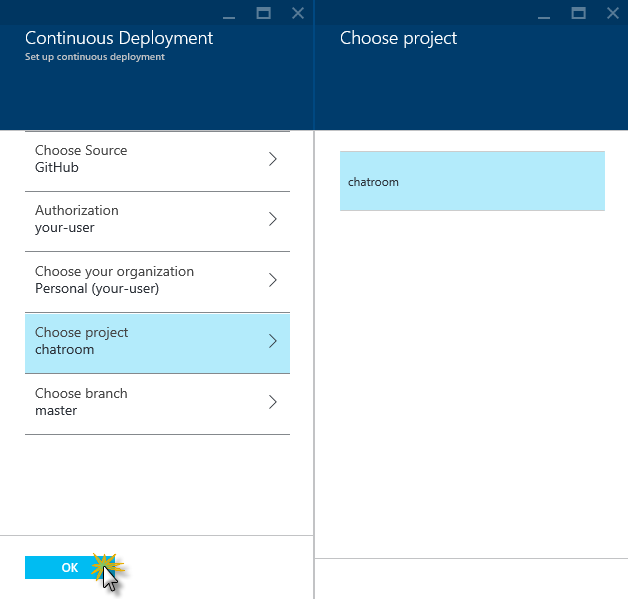 Continuous Deployment
Set up continuous deployment
Choose Source
GitHub
Authorization
your-user
Choose your organization
Personal (your-user)
Choose project
chatroom
Choose branch
master
OK
Choose project
chatroom